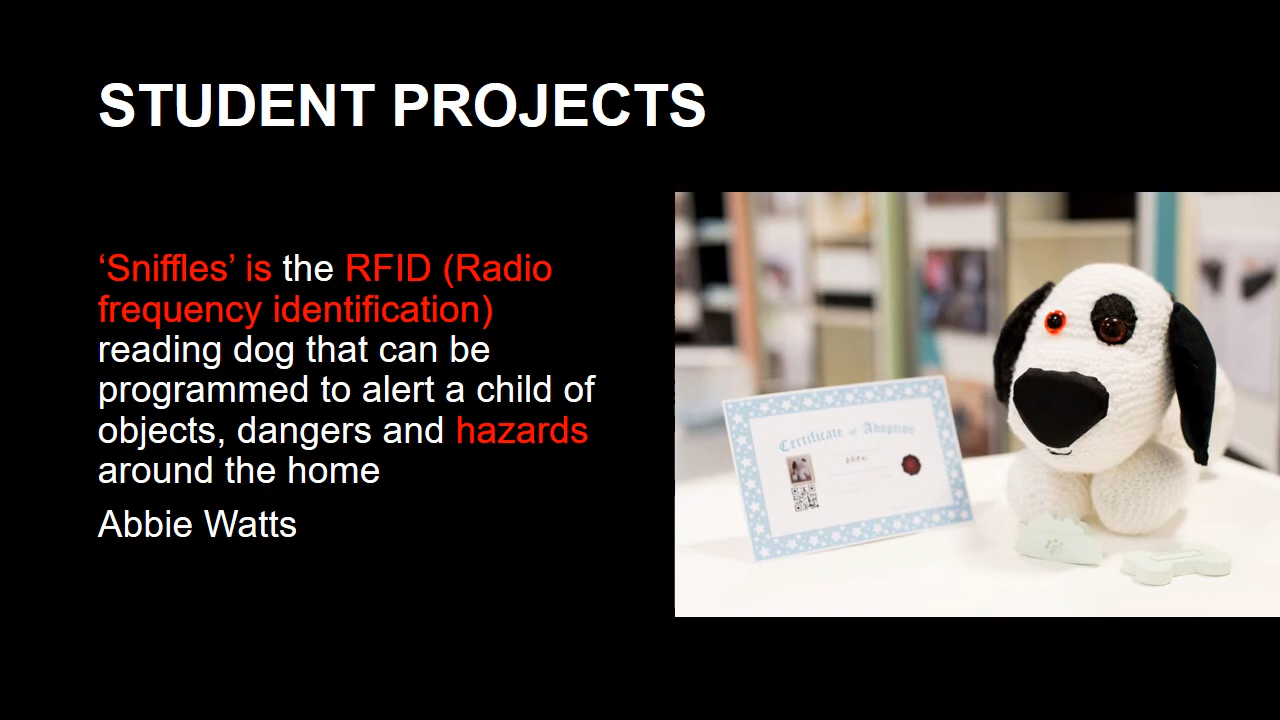 STUDENT PROJECTS
‘Sniffles’ is the RFID (Radio
frequency identification)
reading dog that can be
programmed to alert a child of
objects, dangers and hazards
around the home
Abbie Watts
Certificate of Adoption